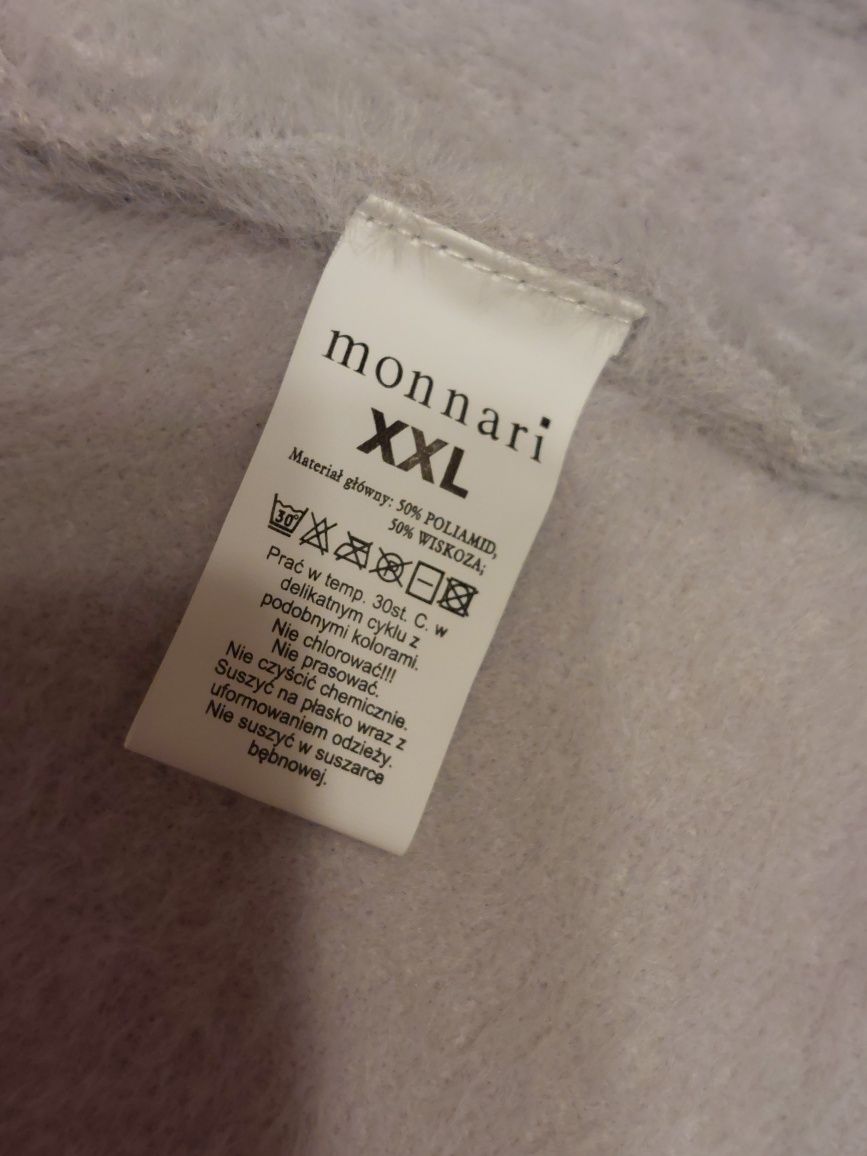 monnari
XXL
Materiał główny: 50% POLIAMID,
50% WISKOZA;
30°
P
Prać w temp. 30st. C. w
delikatnym cyklu z
podobnymi kolorami.
Nie chlorować!!!
Nie prasować.
Nie czyścić chemicznie.
Suszyć na płasko wraz z
uformowaniem odzieży.
Nie suszyć w suszarce
bębnowej.